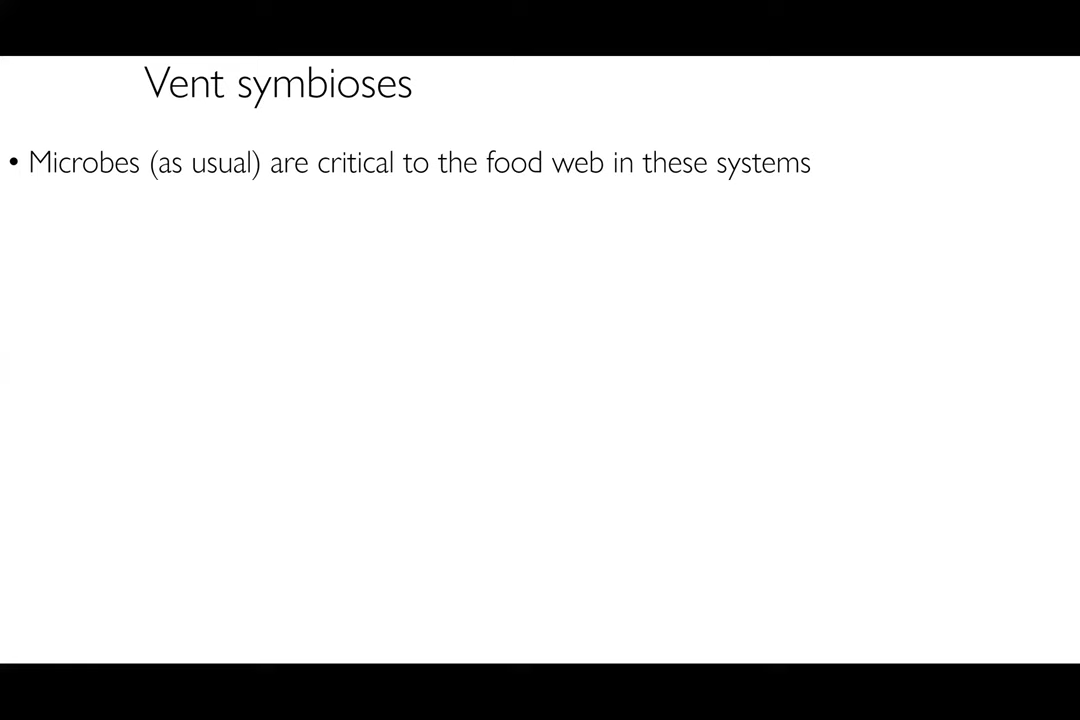 Vent symbioses
• Microbes (as usual) are critical to the food web in these systems